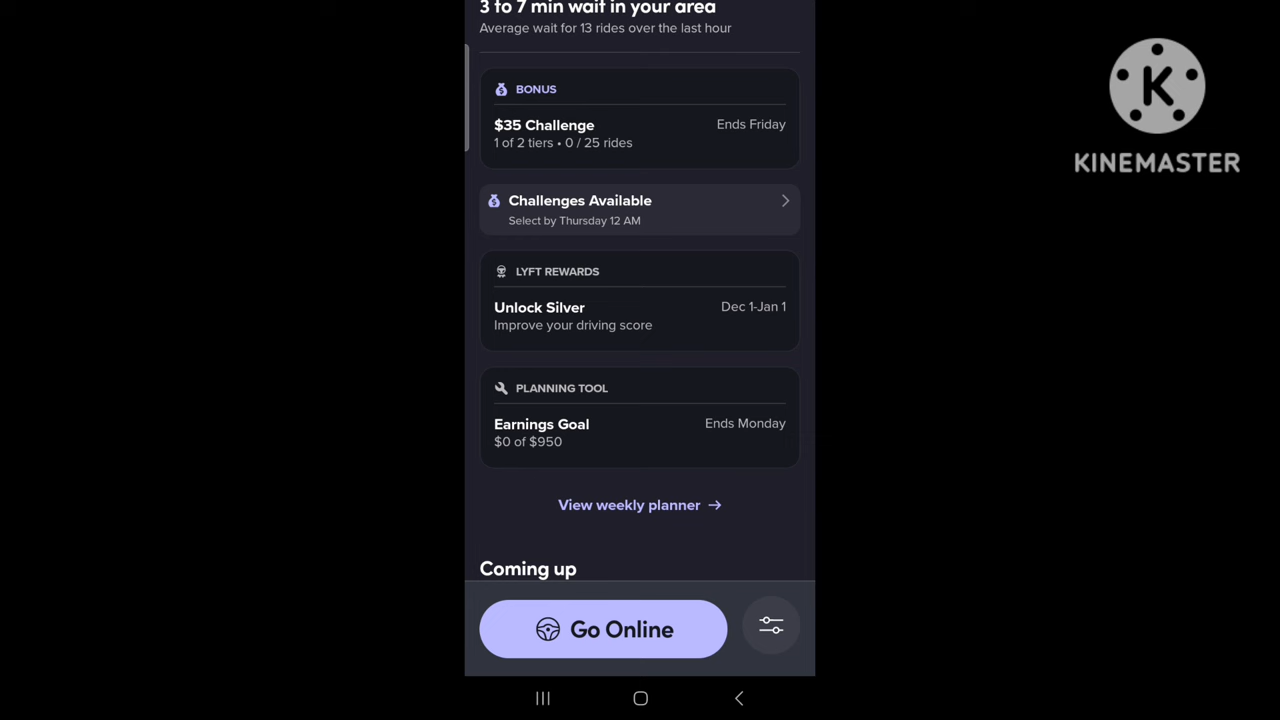 3 to 7 min wait in your area
Average wait for 13 rides over the last hour
BONUS
$35 Challenge
Ends Friday
1 of 2 tiers • 0 / 25 rides
Challenges Available
Select by Thursday 12 AM
LYFT REWARDS
Unlock Silver
Dec 1-Jan 1
Improve your driving score
PLANNING TOOL
Earnings Goal
Ends Monday
$0 of $950
View weekly planner →
Coming up
Go Online
K
KINEMASTER